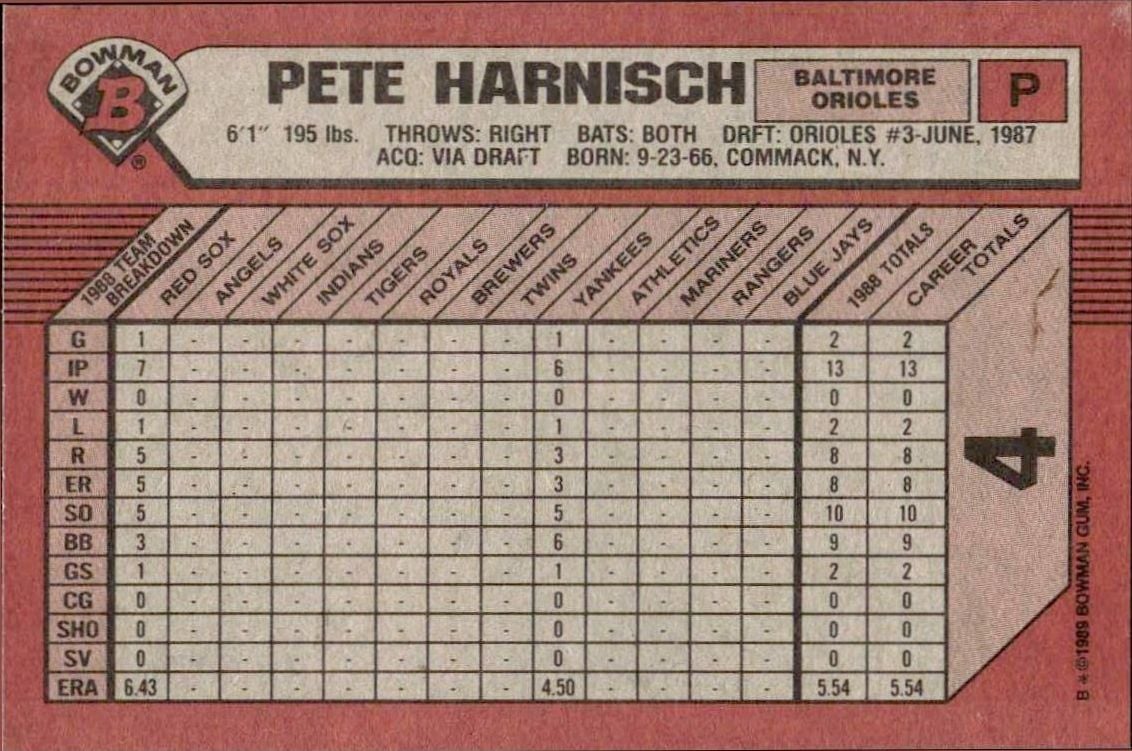 BOWMAN
B
®
PETE HARNISCH
BALTIMORE
ORIOLES
P
6'1" 195 lbs. THROWS: RIGHT BATS: BOTH DRFT: ORIOLES #3-JUNE, 1987
ACQ: VIA DRAFT BORN: 9-23-66, COMMACK, N.Y.
1988 TEAM
BREAKDOWN
RED SOX
ANGELS
WHITE SOX
INDIANS
TIGERS
ROYALS
BREWERS
TWINS
YANKEES
ATHLETICS
MARINERS
RANGERS
BLUE JAYS
1988 TOTALS
CAREER
TOTALS
G 1 - - - - - - - 1 - - - - 2 2
IP 7 - - - - - - - 6 - - - - 13 13
W 0 - - - - - - - 0 - - - - 0 0
L 1 - - - - - - - 1 - - - - 2 2
R 5 - - - - - - - 3 - - - - 8 8
ER 5 - - - - - - - 3 - - - - 8 8
SO 5 - - - - - - - 5 - - - - 10 10
BB 3 - - - - - - - 6 - - - - 9 9
GS 1 - - - - - - - 1 - - - - 2 2
CG 0 - - - - - - - 0 - - - - 0 0
SHO 0 - - - - - - - 0 - - - - 0 0
SV 0 - - - - - - - 0 - - - - 0 0
ERA 6.43 - - - - - - - 4.50 - - - - 5.54 5.54
4
B *©1989 BOWMAN GUM, INC.